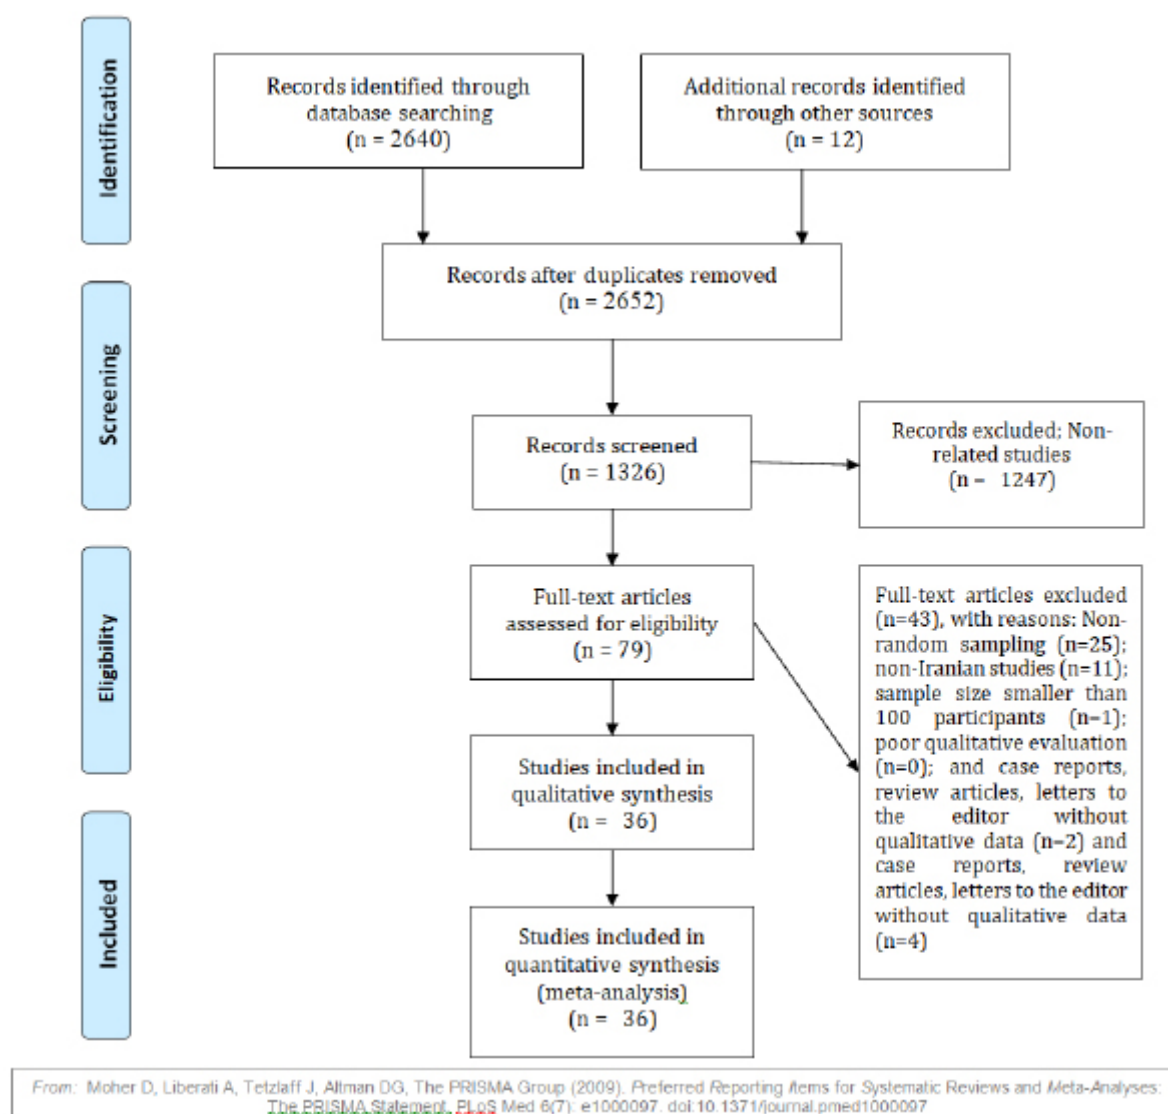 Identification
Records identified through
database searching
(n = 2640)
Additional records identified
through other sources
(n = 12)
Records after duplicates removed
(n = 2652)
Screening
Records screened
(n = 1326)
Records excluded; Non-
related studies
(n = 1247)
Eligibility
Full-text articles
assessed for eligibility
(n = 79)
Full-text articles excluded
(n=43), with reasons: Non-
random sampling (n=25);
non-Iranian studies (n=11);
sample size smaller than
100 participants (n=1);
poor qualitative evaluation
(n=0); and case reports,
review articles, letters to
the editor without
qualitative data (n=2) and
case reports, review
articles, letters to the editor
without qualitative data
(n=4)
Studies included in
qualitative synthesis
(n = 36)
Included
Studies included in
quantitative synthesis
(meta-analysis)
(n = 36)
From: Moher D, Liberati A, Tetzlaff J, Altman DG, The PRISMA Group (2009). Preferred Reporting Items for Systematic Reviews and Meta-Analyses:
The PRISMA Statement. PLoS Med 6(7): e1000097. doi:10.1371/journal.pmed1000097